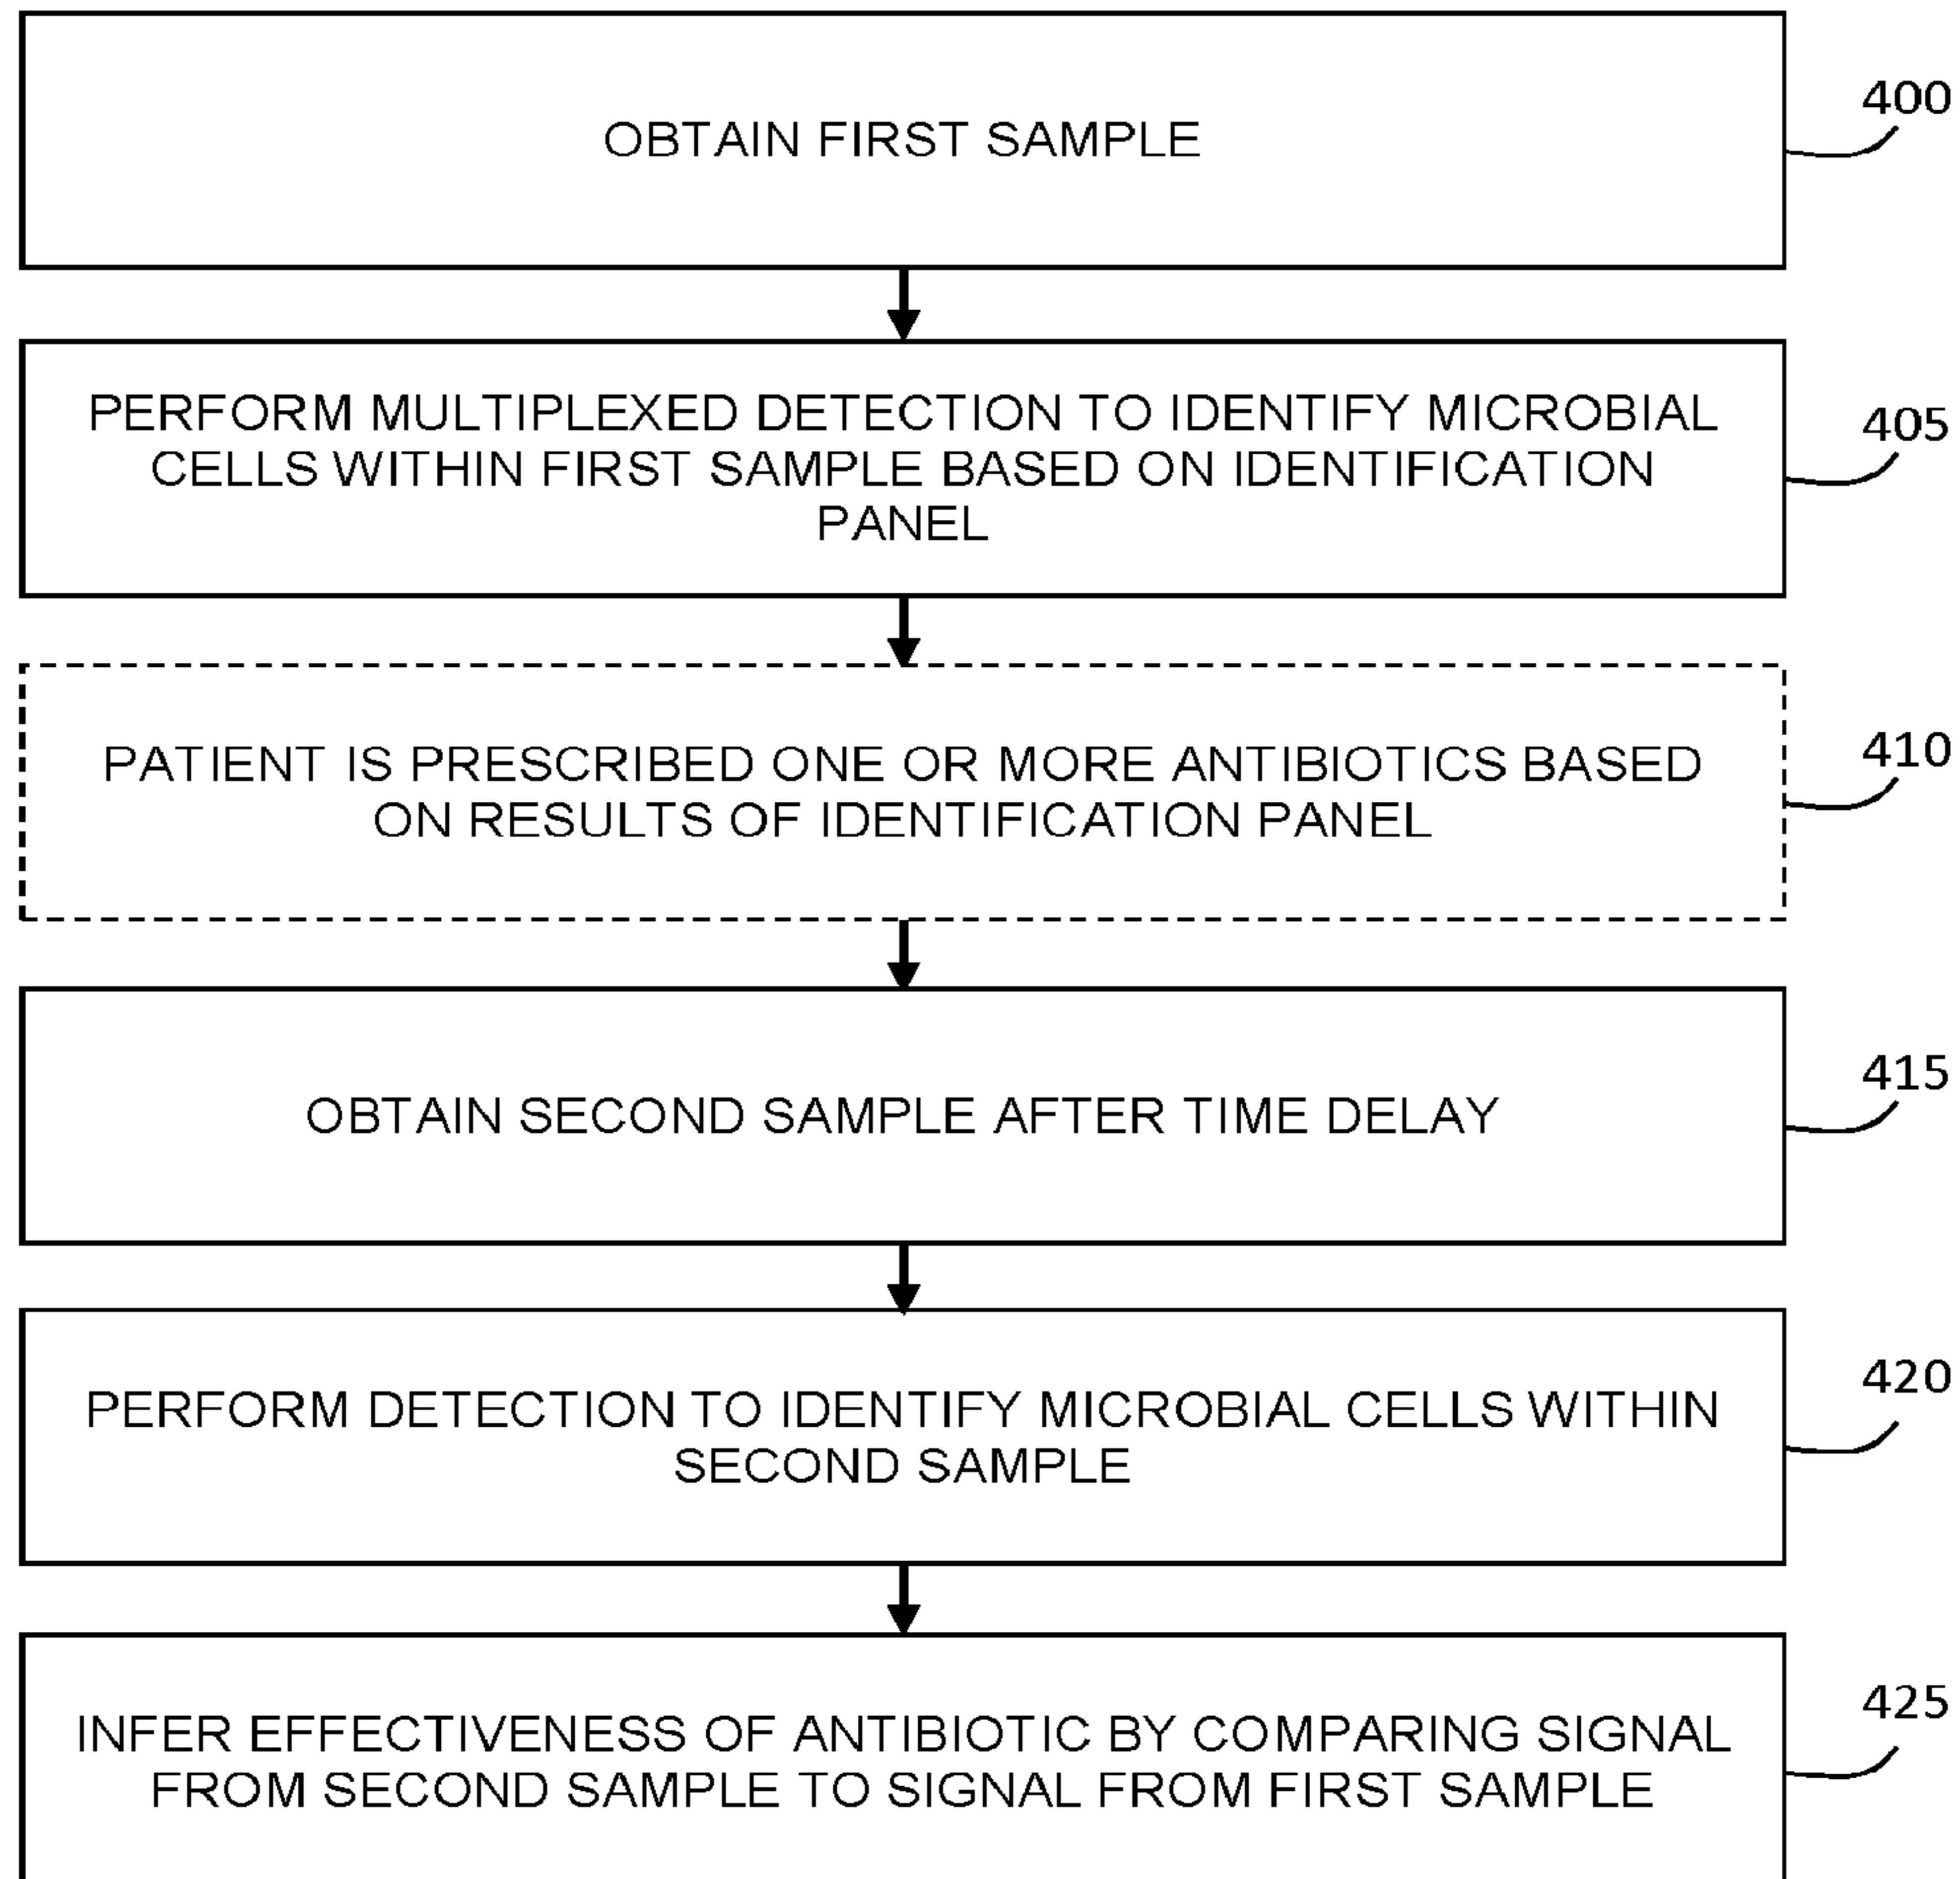 OBTAIN FIRST SAMPLE
400
PERFORM MULTIPLEXED DETECTION TO IDENTIFY MICROBIAL
CELLS WITHIN FIRST SAMPLE BASED ON IDENTIFICATION
PANEL
405
PATIENT IS PRESCRIBED ONE OR MORE ANTIBIOTICS BASED
ON RESULTS OF IDENTIFICATION PANEL
410
OBTAIN SECOND SAMPLE AFTER TIME DELAY
415
PERFORM DETECTION TO IDENTIFY MICROBIAL CELLS WITHIN
SECOND SAMPLE
420
INFER EFFECTIVENESS OF ANTIBIOTIC BY COMPARING SIGNAL
FROM SECOND SAMPLE TO SIGNAL FROM FIRST SAMPLE
425